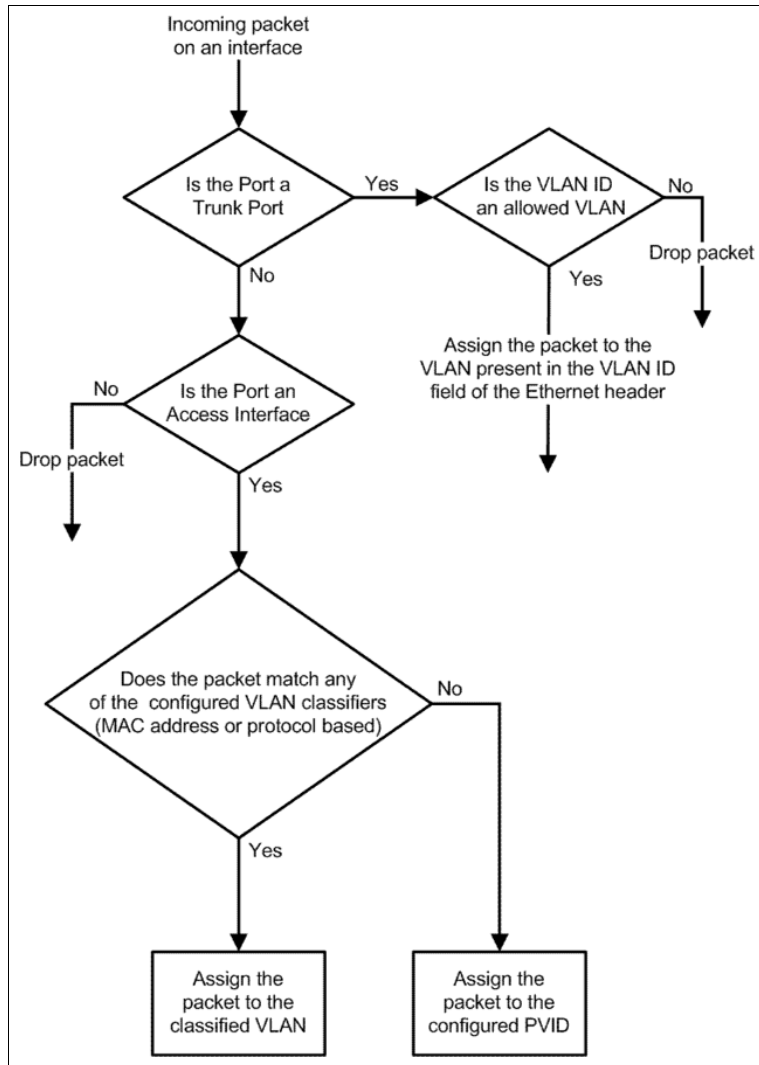 Incoming packet
on an interface
Is the Port a
Trunk Port
Yes
Is the VLAN ID
an allowed VLAN
No
Drop packet
Yes
Assign the packet to the
VLAN present in the VLAN ID
field of the Ethernet header
No
Is the Port an
Access Interface
No
Drop packet
Yes
Does the packet match any
of the configured VLAN classifiers
(MAC address or protocol based)
No
Yes
Assign the
packet to the
classified VLAN
Assign the
packet to the
configured PVID